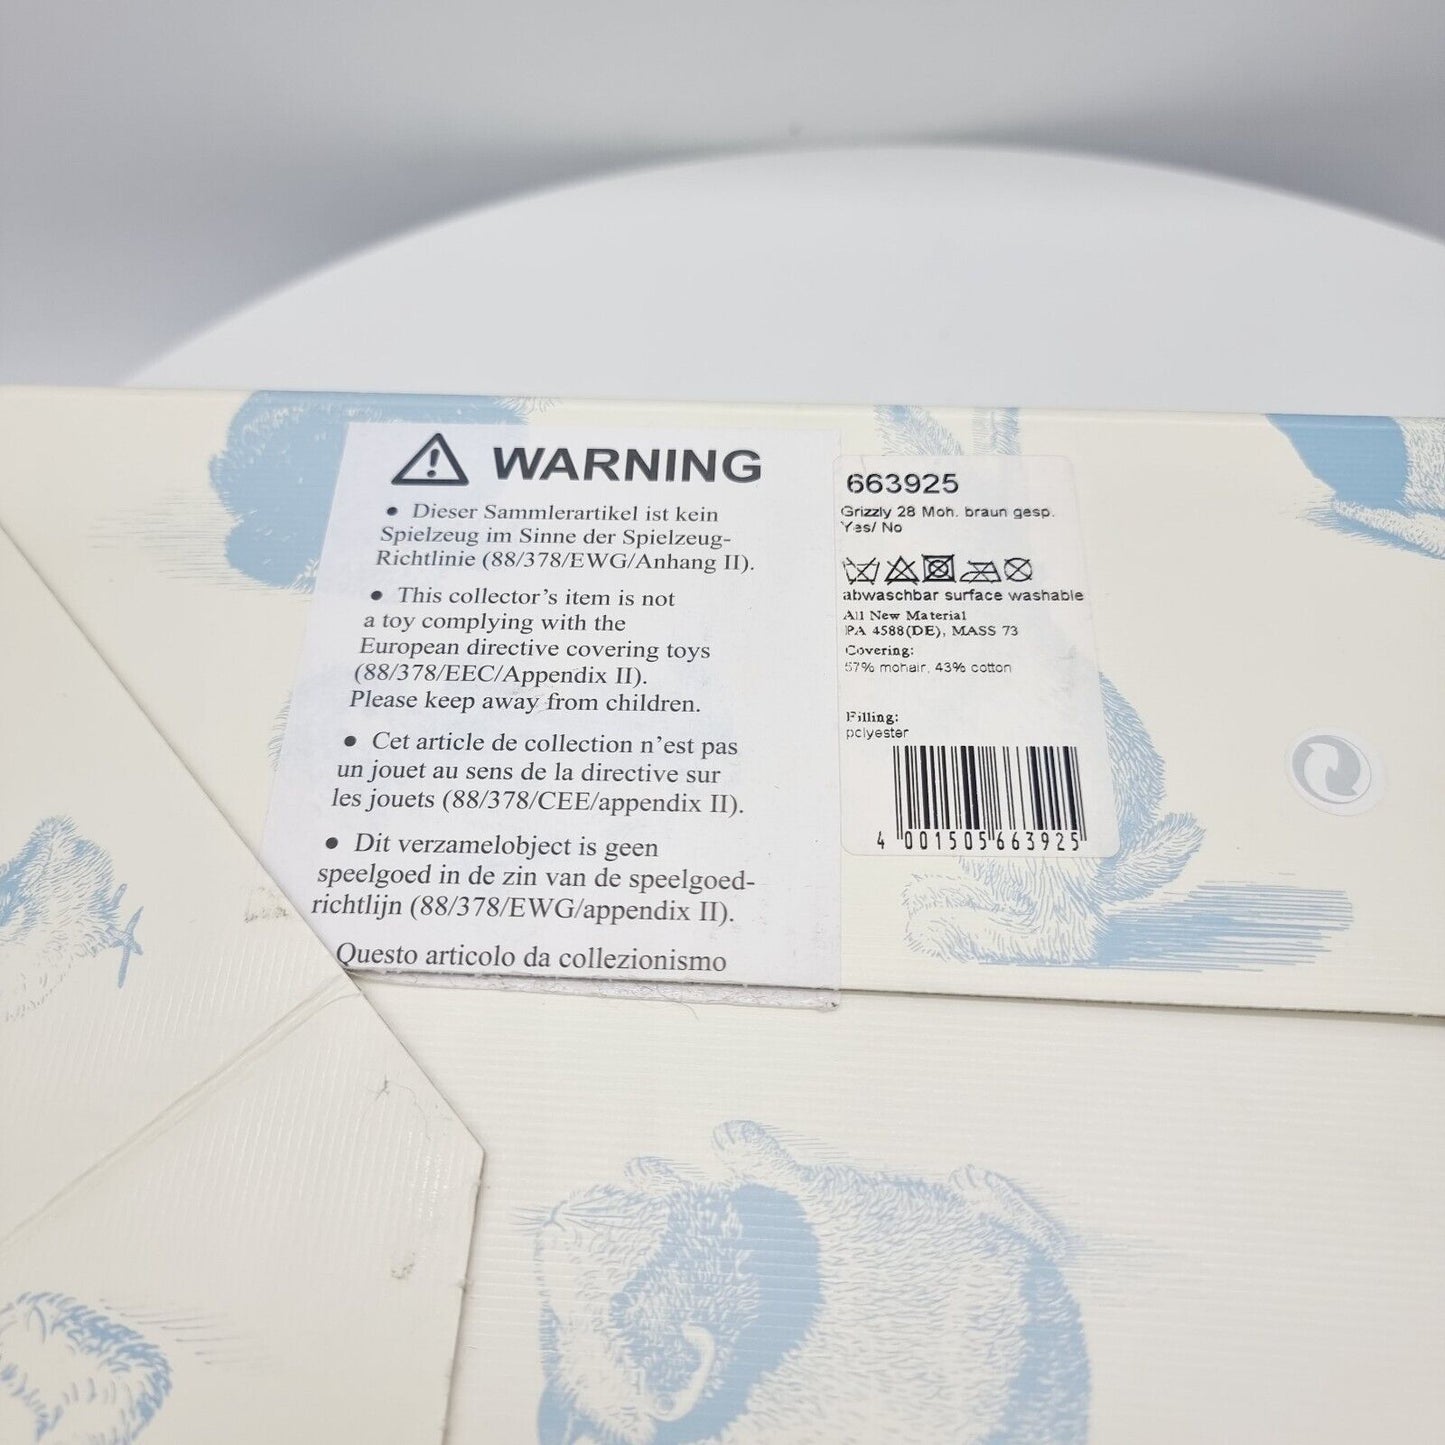 WARNING
• Dieser Sammlerartikel ist kein
Spielzeug im Sinne der Spielzeug-
Richtlinie (88/378/EWG/Anhang II).
• This collector's item is not
a toy complying with the
European directive covering toys
(88/378/EEC/Appendix II).
Please keep away from children.
• Cet article de collection n'est pas
un jouet au sens de la directive sur
les jouets (88/378/CEE/appendix II).
• Dit verzamelobject is geen
speelgoed in de zin van de speelgoed-
richtlijn (88/378/EWG/appendix II).
Questo articolo da collezionismo
663925
Grizzly 28 Moh. braun gesp.
Yes/ No
abwaschbar surface washable
All New Material
PA 4588(DE), MASS 73
Covering:
57% mohair, 43% cotton
Filling:
polyester
4 001505 663925